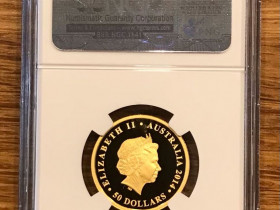 Numismatic Guaranty Corporation
ELIZABETH II • AUSTRALIA 2014
50 DOLLARS